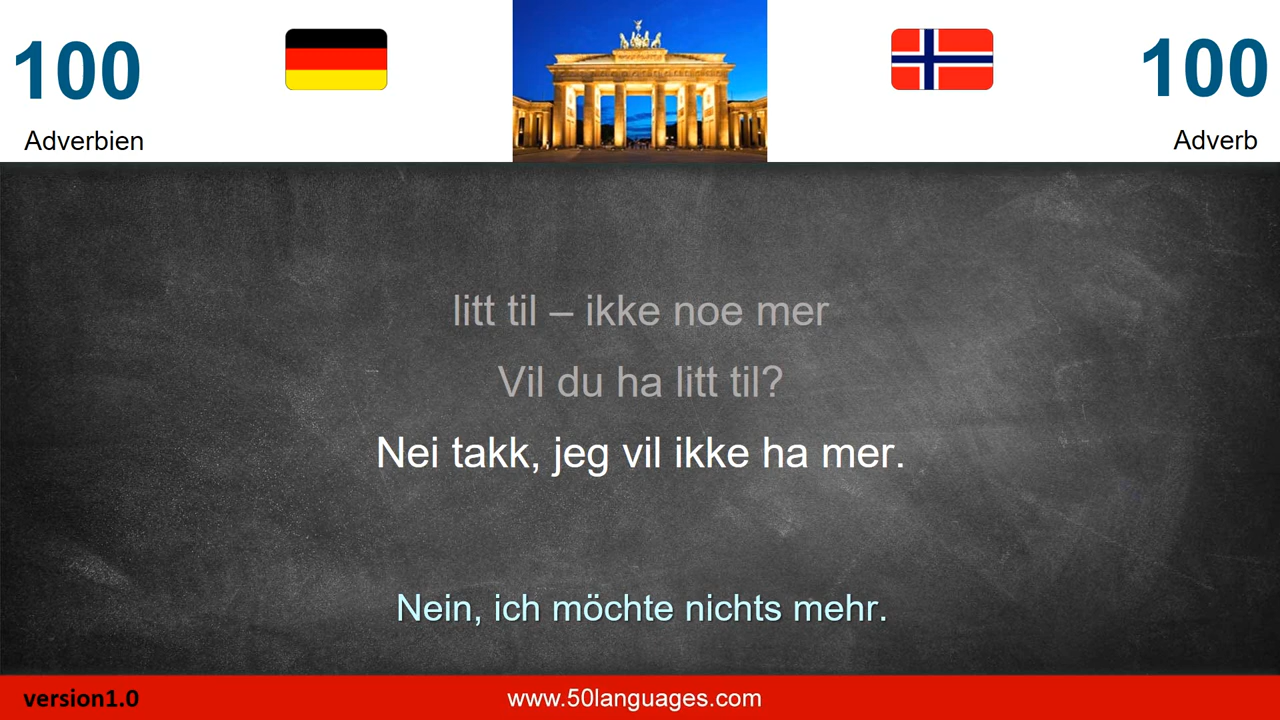 100
100
Adverbien
Adverb
litt til – ikke noe mer
Vil du ha litt til?
Nei takk, jeg vil ikke ha mer.
Nein, ich möchte nichts mehr.
version1.0
www.50languages.com